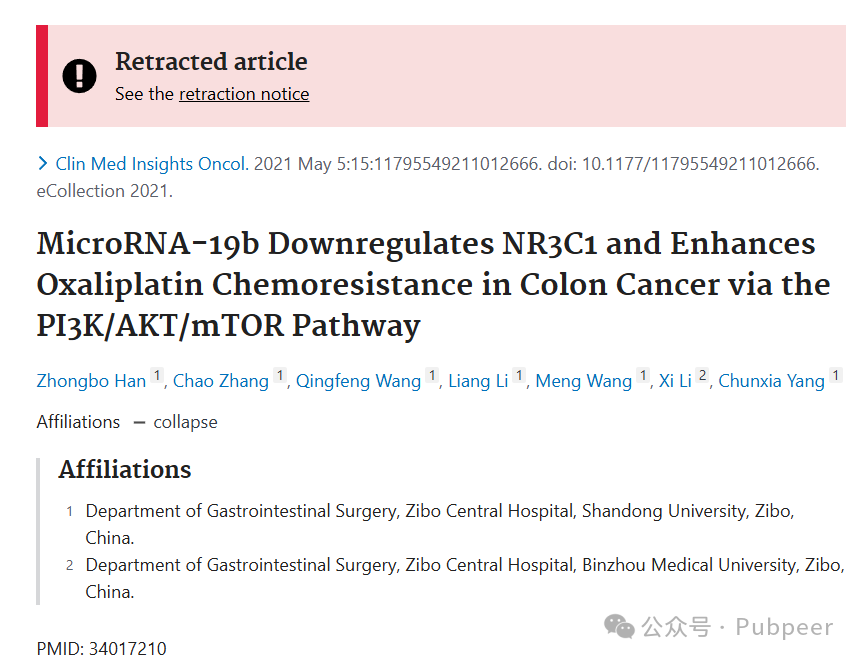 Retracted article
See the retraction notice
> Clin Med Insights Oncol. 2021 May 5:15:11795549211012666. doi: 10.1177/11795549211012666.
eCollection 2021.
MicroRNA-19b Downregulates NR3C1 and Enhances
Oxaliplatin Chemoresistance in Colon Cancer via the
PI3K/AKT/mTOR Pathway
Zhongbo Han 1, Chao Zhang 1, Qingfeng Wang 1, Liang Li 1, Meng Wang 1, Xi Li 2, Chunxia Yang 1
Affiliations — collapse
Affiliations
1 Department of Gastrointestinal Surgery, Zibo Central Hospital, Shandong University, Zibo,
China.
2 Department of Gastrointestinal Surgery, Zibo Central Hospital, Binzhou Medical University, Zibo,
China.
公众号 · Pubpeer
PMID: 34017210